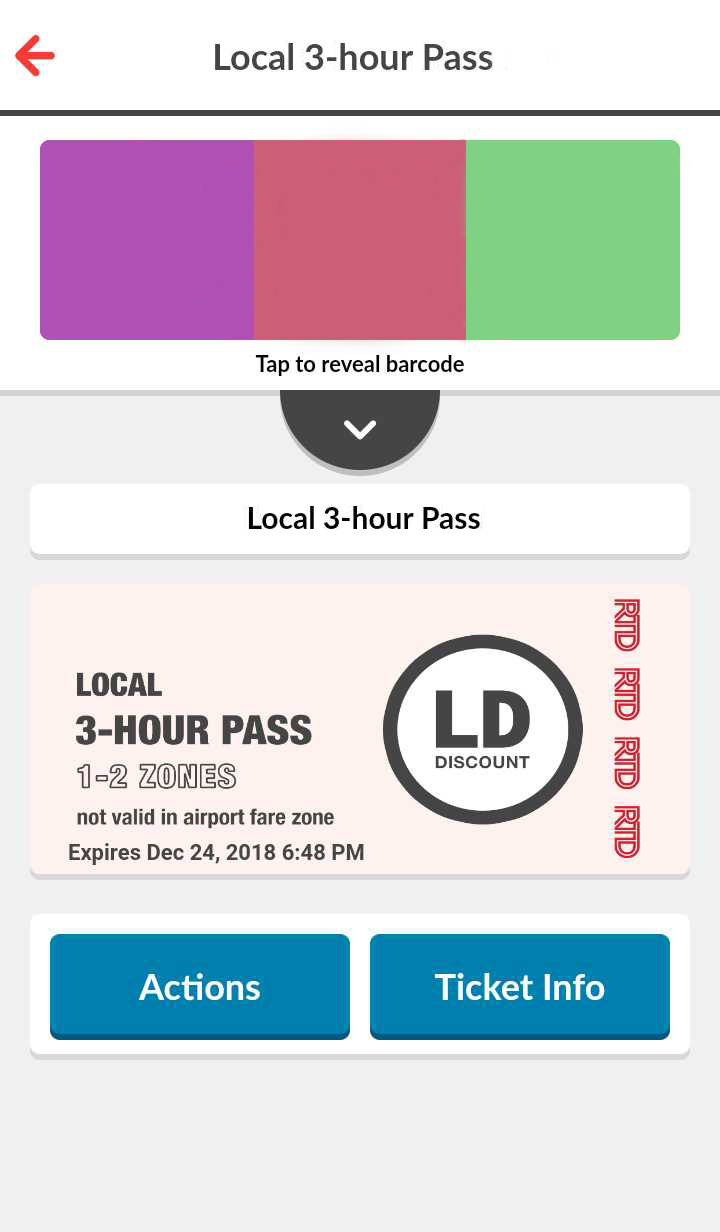 Local 3-hour Pass
Tap to reveal barcode
Local 3-hour Pass
LOCAL
3-HOUR PASS
1-2 ZONES
not valid in airport fare zone
Expires Dec 24, 2018 6:48 PM
LD
DISCOUNT
RTD RTD RTD RTD
Actions
Ticket Info